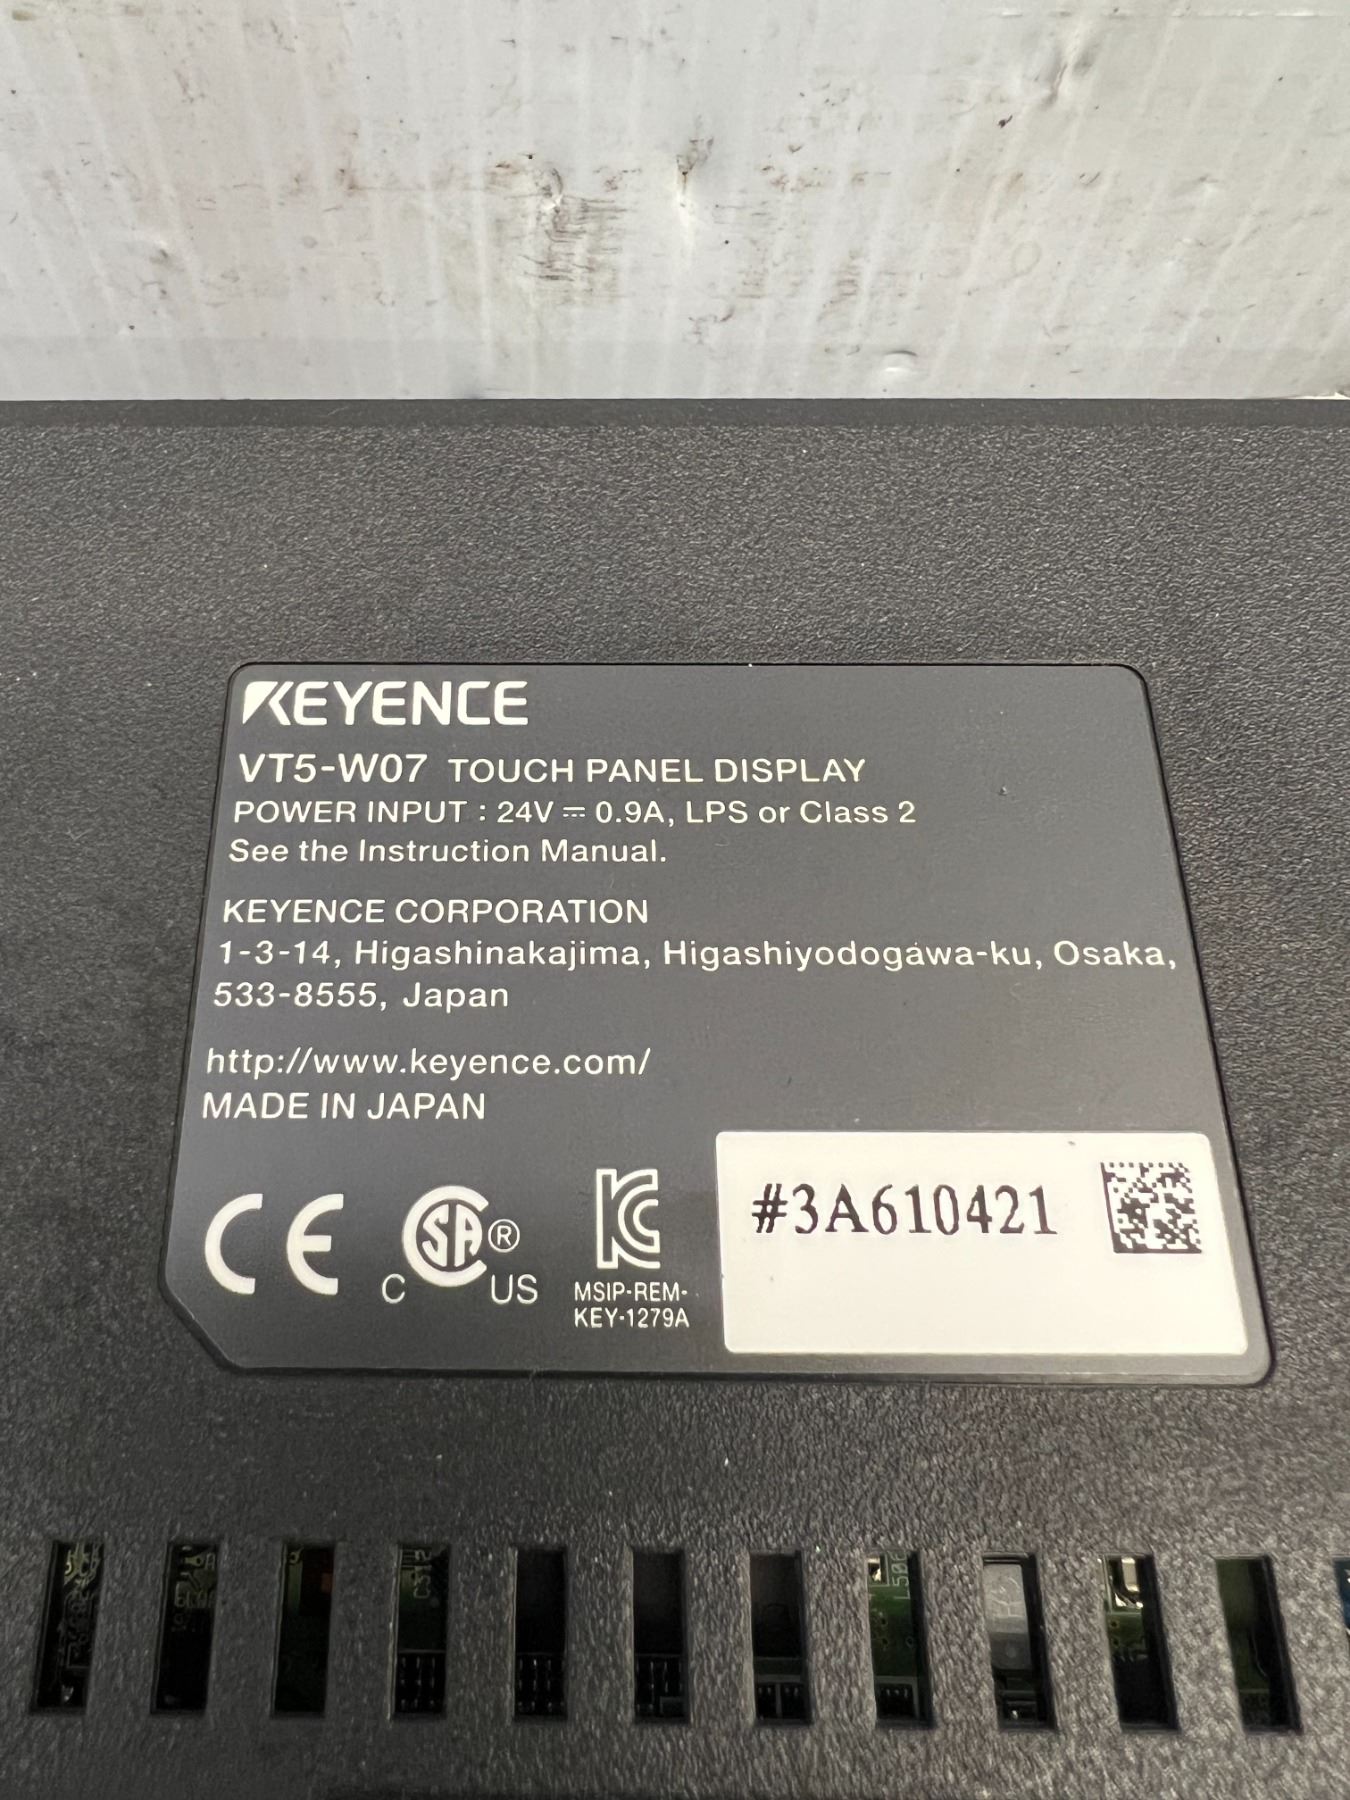 KEYENCE
VT5-W07 TOUCH PANEL DISPLAY
POWER INPUT : 24V ⎓ 0.9A, LPS or Class 2
See the Instruction Manual.
KEYENCE CORPORATION
1-3-14, Higashinakajima, Higashiyodogawa-ku, Osaka,
533-8555, Japan
http://www.keyence.com/
MADE IN JAPAN
CE
C SA ® US
KC
MSIP-REM-
KEY-1279A
#3A610421